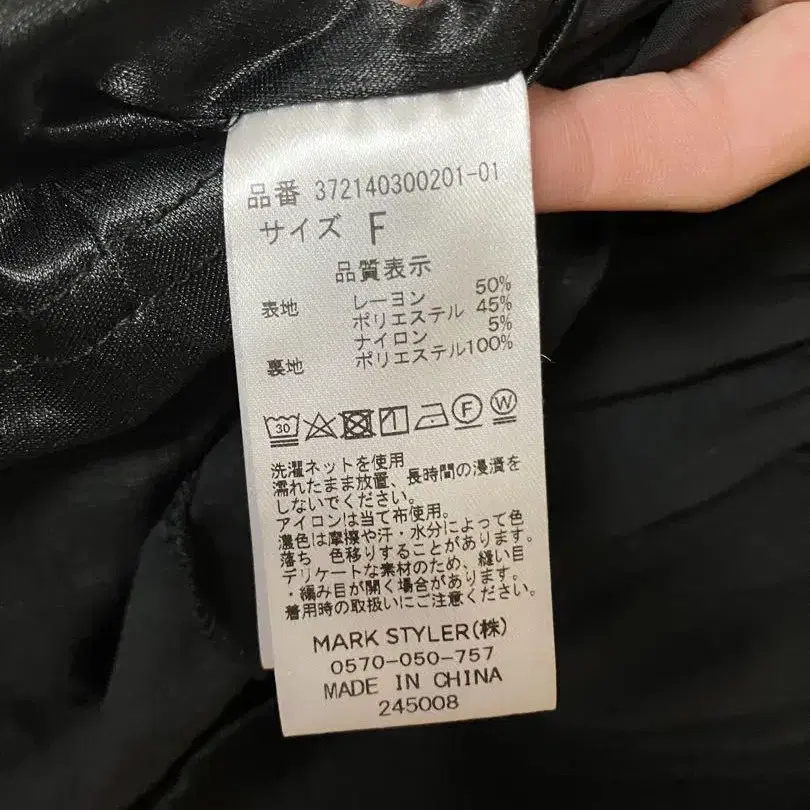 品番 372140300201-01
サイズ F
品質表示
表地 レーヨン 50%
ポリエステル 45%
ナイロン 5%
裏地 ポリエステル100%
30 F W
洗濯ネットを使用
濡れたまま放置、長時間の浸漬を
しないでください。
アイロンは当て布使用。
濃色は摩擦や汗・水分によって色
落ち 色移りすることがあります。
デリケートな素材のため、縫い目
・編み目が開く場合があります。
着用時の取扱いにご注意ください。
MARK STYLER(株)
0570-050-757
MADE IN CHINA
245008